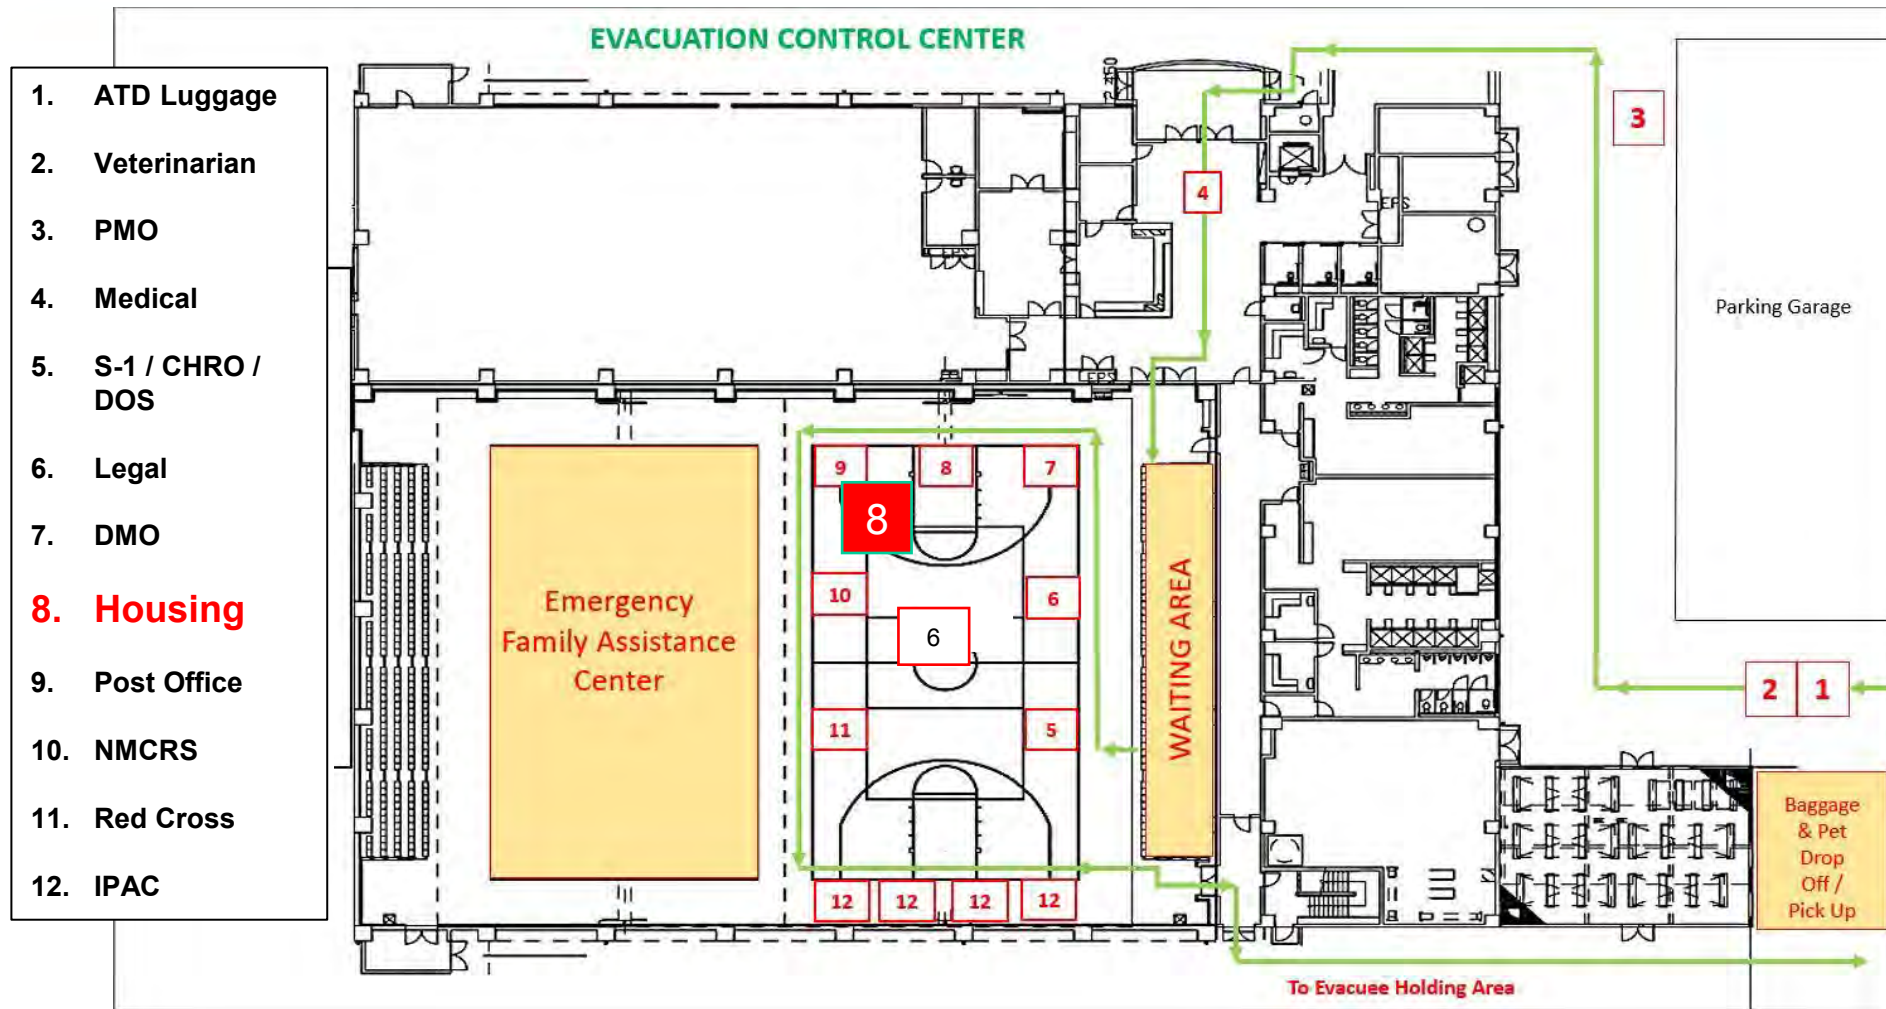 EVACUATION CONTROL CENTER
1. ATD Luggage
2. Veterinarian
3. PMO
4. Medical
5. S-1 / CHRO /
DOS
6. Legal
7. DMO
8. Housing
9. Post Office
10. NMCRS
11. Red Cross
12. IPAC
3
4
EPS
Parking Garage
EPS
9
8
7
8
10
6
6
11
5
12
12
12
12
Emergency
Family Assistance
Center
WAITING AREA
2
1
Baggage
& Pet
Drop
Off /
Pick Up
To Evacuee Holding Area